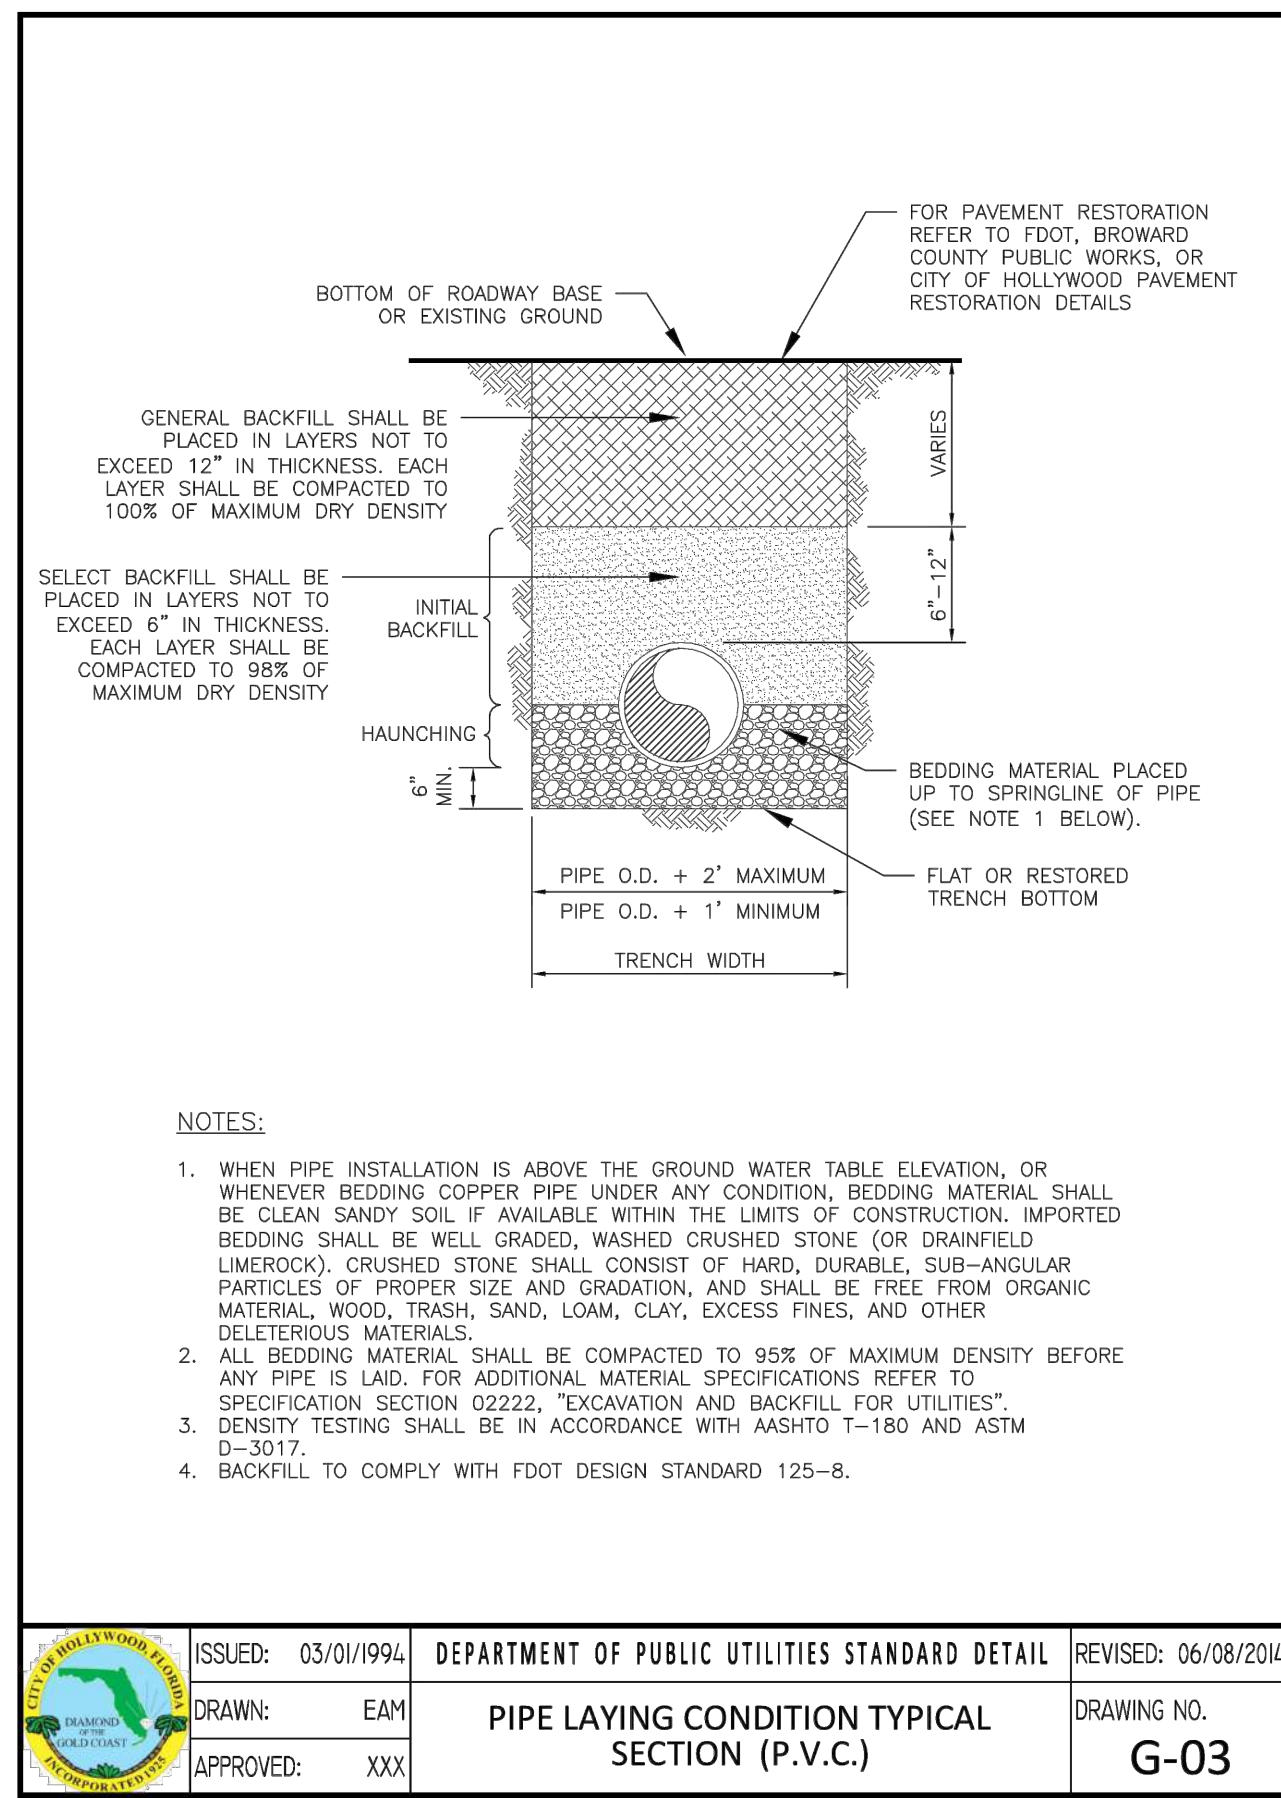 FOR PAVEMENT RESTORATION
REFER TO FDOT, BROWARD
COUNTY PUBLIC WORKS, OR
CITY OF HOLLYWOOD PAVEMENT
RESTORATION DETAILS
BOTTOM OF ROADWAY BASE
OR EXISTING GROUND
GENERAL BACKFILL SHALL BE
PLACED IN LAYERS NOT TO
EXCEED 12" IN THICKNESS. EACH
LAYER SHALL BE COMPACTED TO
100% OF MAXIMUM DRY DENSITY
VARIES
SELECT BACKFILL SHALL BE
PLACED IN LAYERS NOT TO
EXCEED 6" IN THICKNESS.
EACH LAYER SHALL BE
COMPACTED TO 98% OF
MAXIMUM DRY DENSITY
INITIAL
BACKFILL
6"-12"
HAUNCHING
6"
MIN.
BEDDING MATERIAL PLACED
UP TO SPRINGLINE OF PIPE
(SEE NOTE 1 BELOW).
FLAT OR RESTORED
TRENCH BOTTOM
PIPE O.D. + 2' MAXIMUM
PIPE O.D. + 1' MINIMUM
TRENCH WIDTH
NOTES:
1. WHEN PIPE INSTALLATION IS ABOVE THE GROUND WATER TABLE ELEVATION, OR
WHENEVER BEDDING COPPER PIPE UNDER ANY CONDITION, BEDDING MATERIAL SHALL
BE CLEAN SANDY SOIL IF AVAILABLE WITHIN THE LIMITS OF CONSTRUCTION. IMPORTED
BEDDING SHALL BE WELL GRADED, WASHED CRUSHED STONE (OR DRAINFIELD
LIMEROCK). CRUSHED STONE SHALL CONSIST OF HARD, DURABLE, SUB-ANGULAR
PARTICLES OF PROPER SIZE AND GRADATION, AND SHALL BE FREE FROM ORGANIC
MATERIAL, WOOD, TRASH, SAND, LOAM, CLAY, EXCESS FINES, AND OTHER
DELETERIOUS MATERIALS.
2. ALL BEDDING MATERIAL SHALL BE COMPACTED TO 95% OF MAXIMUM DENSITY BEFORE
ANY PIPE IS LAID. FOR ADDITIONAL MATERIAL SPECIFICATIONS REFER TO
SPECIFICATION SECTION 02222, "EXCAVATION AND BACKFILL FOR UTILITIES".
3. DENSITY TESTING SHALL BE IN ACCORDANCE WITH AASHTO T-180 AND ASTM
D-3017.
4. BACKFILL TO COMPLY WITH FDOT DESIGN STANDARD 125-8.
CITY OF HOLLYWOOD, FLORIDA
DIAMOND
OF THE
GOLD COAST
INCORPORATED 1925
ISSUED: 03/01/1994
DRAWN: EAM
APPROVED: XXX
DEPARTMENT OF PUBLIC UTILITIES STANDARD DETAIL
PIPE LAYING CONDITION TYPICAL
SECTION (P.V.C.)
REVISED: 06/08/2014
DRAWING NO.
G-03